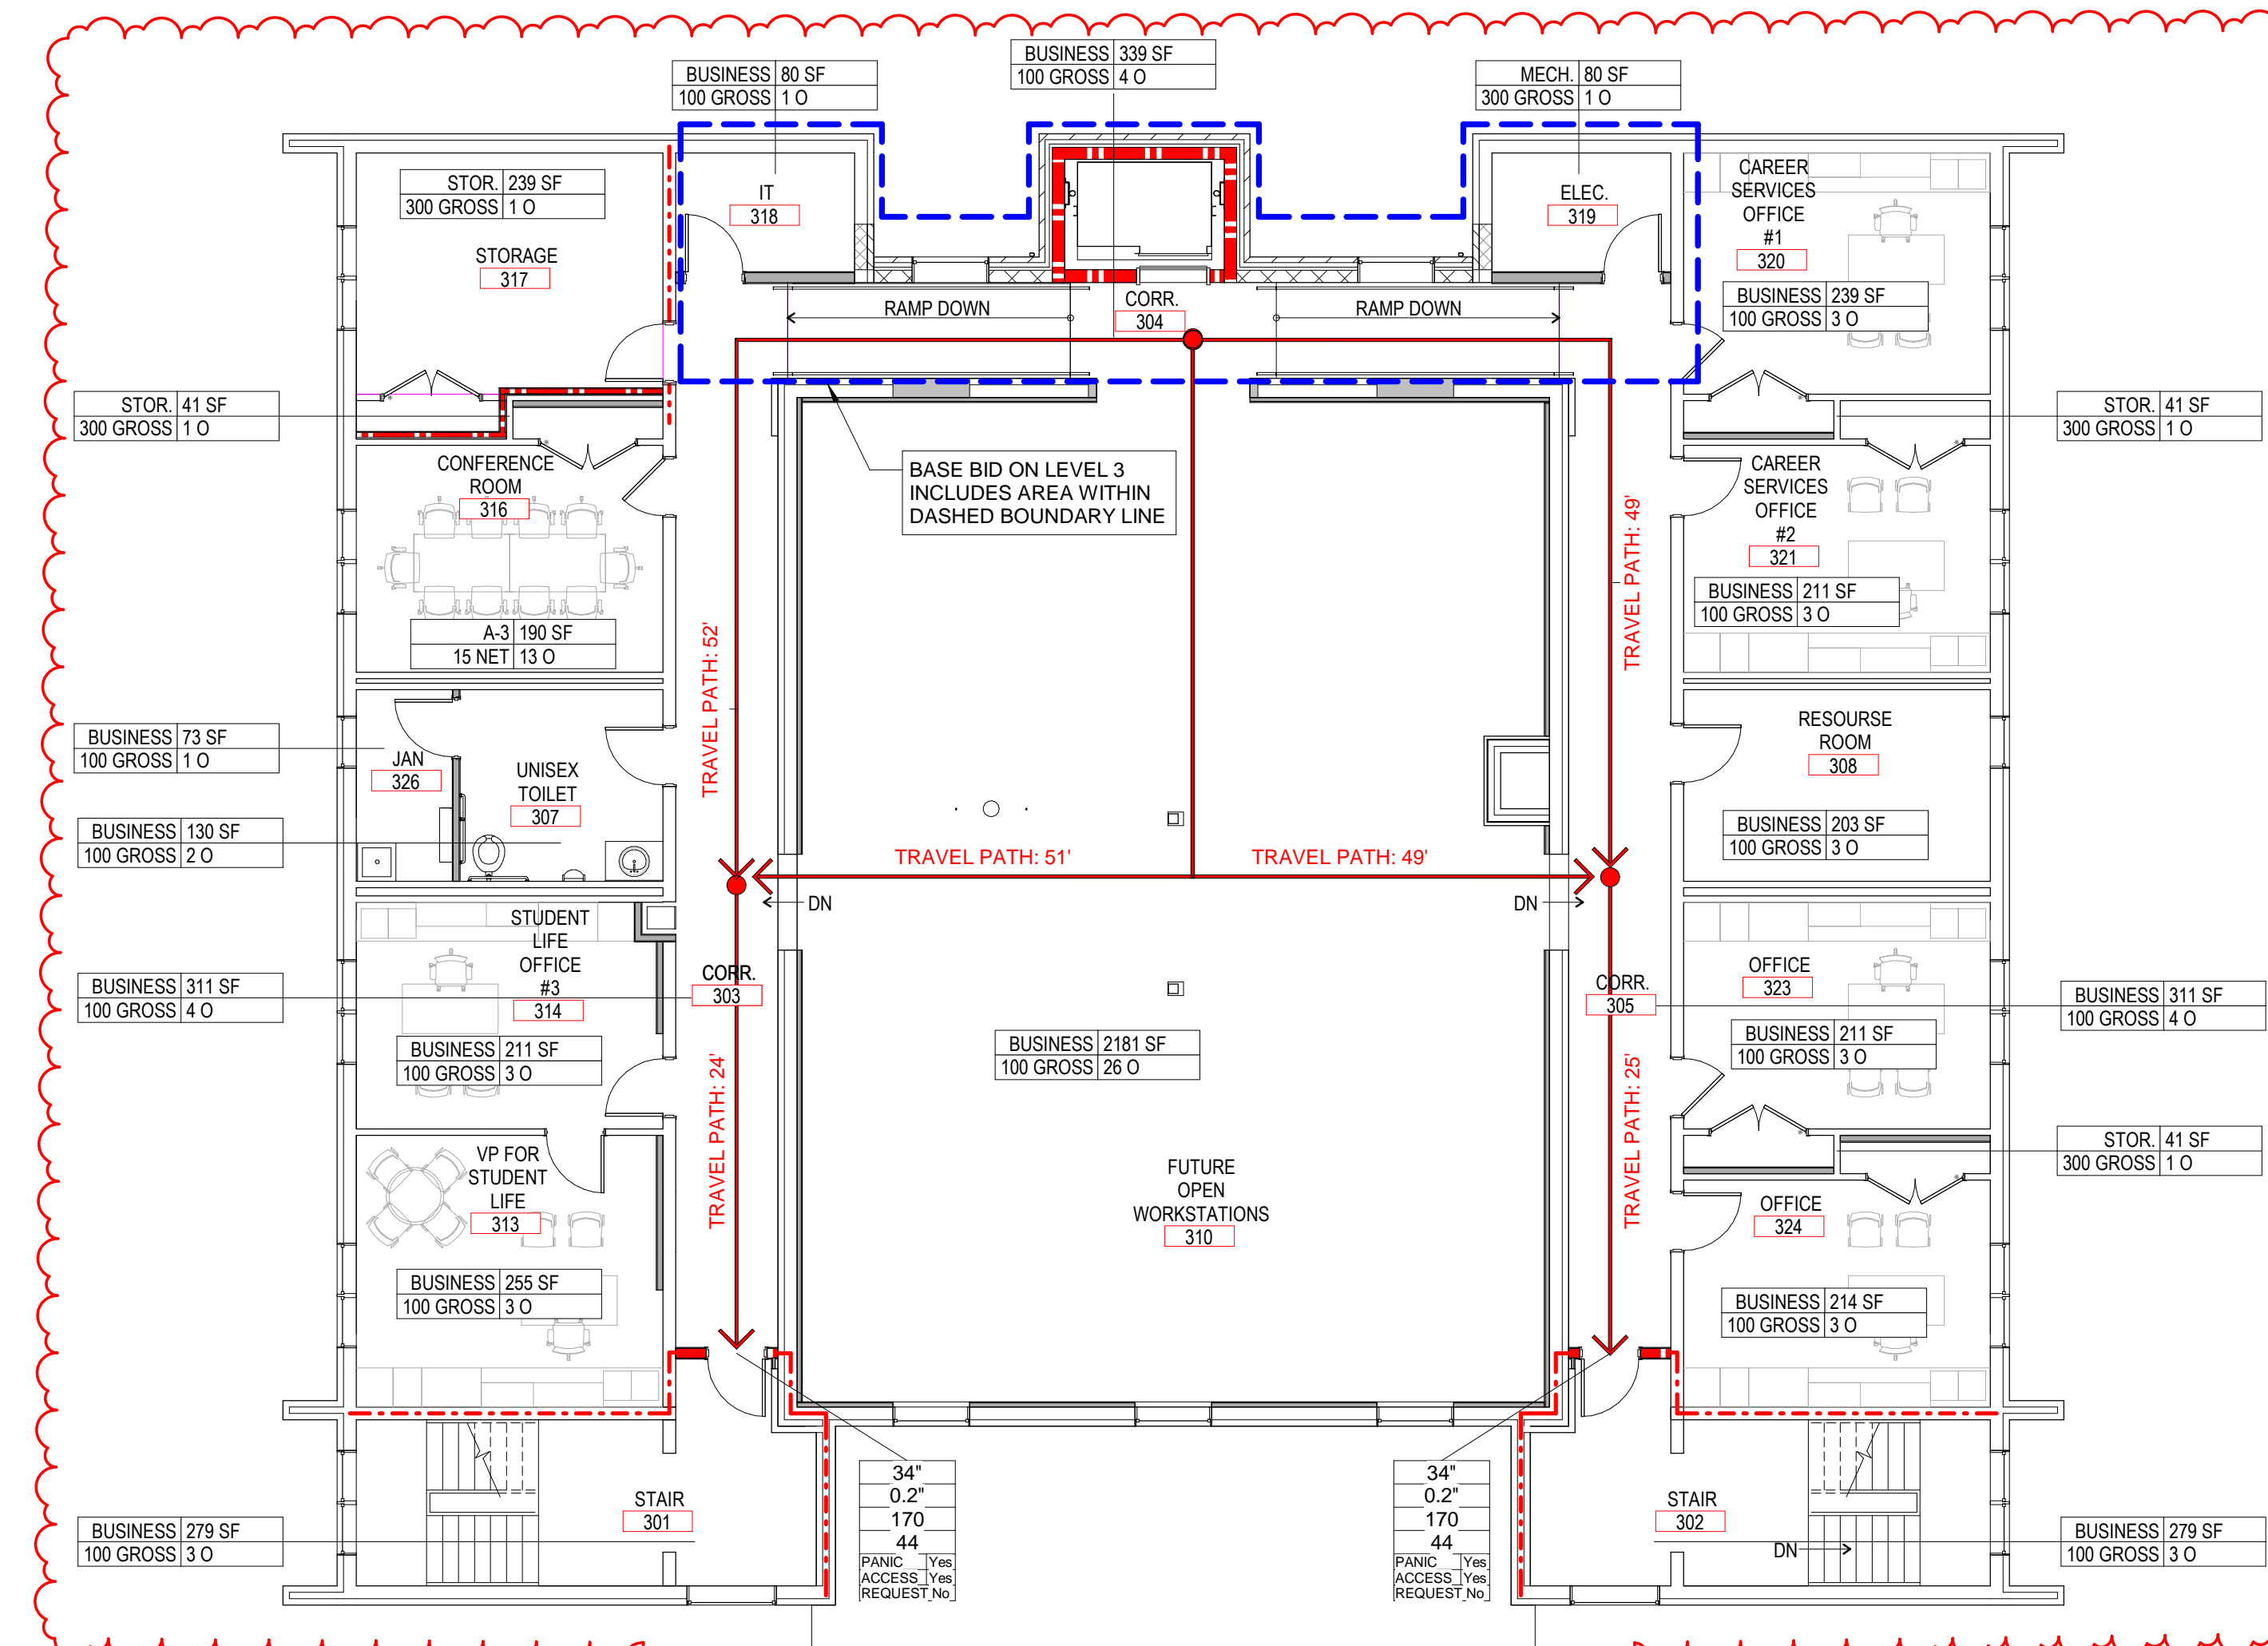 BUSINESS 339 SF
100 GROSS 4 O
BUSINESS 80 SF
100 GROSS 1 O
MECH. 80 SF
300 GROSS 1 O
STOR. 239 SF
300 GROSS 1 O
STORAGE
317
IT
318
ELEC.
319
CAREER
SERVICES
OFFICE
#1
320
BUSINESS 239 SF
100 GROSS 3 O
RAMP DOWN
CORR.
304
RAMP DOWN
STOR. 41 SF
300 GROSS 1 O
STOR. 41 SF
300 GROSS 1 O
CONFERENCE
ROOM
316
A-3 190 SF
15 NET 13 O
BASE BID ON LEVEL 3
INCLUDES AREA WITHIN
DASHED BOUNDARY LINE
CAREER
SERVICES
OFFICE
#2
321
BUSINESS 211 SF
100 GROSS 3 O
TRAVEL PATH: 52'
TRAVEL PATH: 49'
BUSINESS 73 SF
100 GROSS 1 O
JAN
326
UNISEX
TOILET
307
RESOURSE
ROOM
308
BUSINESS 203 SF
100 GROSS 3 O
BUSINESS 130 SF
100 GROSS 2 O
TRAVEL PATH: 51'
TRAVEL PATH: 49'
DN
DN
STUDENT
LIFE
OFFICE
#3
314
BUSINESS 211 SF
100 GROSS 3 O
BUSINESS 311 SF
100 GROSS 4 O
CORR.
303
CORR.
305
OFFICE
323
BUSINESS 211 SF
100 GROSS 3 O
BUSINESS 311 SF
100 GROSS 4 O
BUSINESS 2181 SF
100 GROSS 26 O
TRAVEL PATH: 24'
TRAVEL PATH: 25'
STOR. 41 SF
300 GROSS 1 O
VP FOR
STUDENT
LIFE
313
BUSINESS 255 SF
100 GROSS 3 O
FUTURE
OPEN
WORKSTATIONS
310
OFFICE
324
BUSINESS 214 SF
100 GROSS 3 O
STAIR
301
BUSINESS 279 SF
100 GROSS 3 O
34"
0.2"
170
44
PANIC Yes
ACCESS Yes
REQUEST No
34"
0.2"
170
44
PANIC Yes
ACCESS Yes
REQUEST No
STAIR
302
DN
BUSINESS 279 SF
100 GROSS 3 O